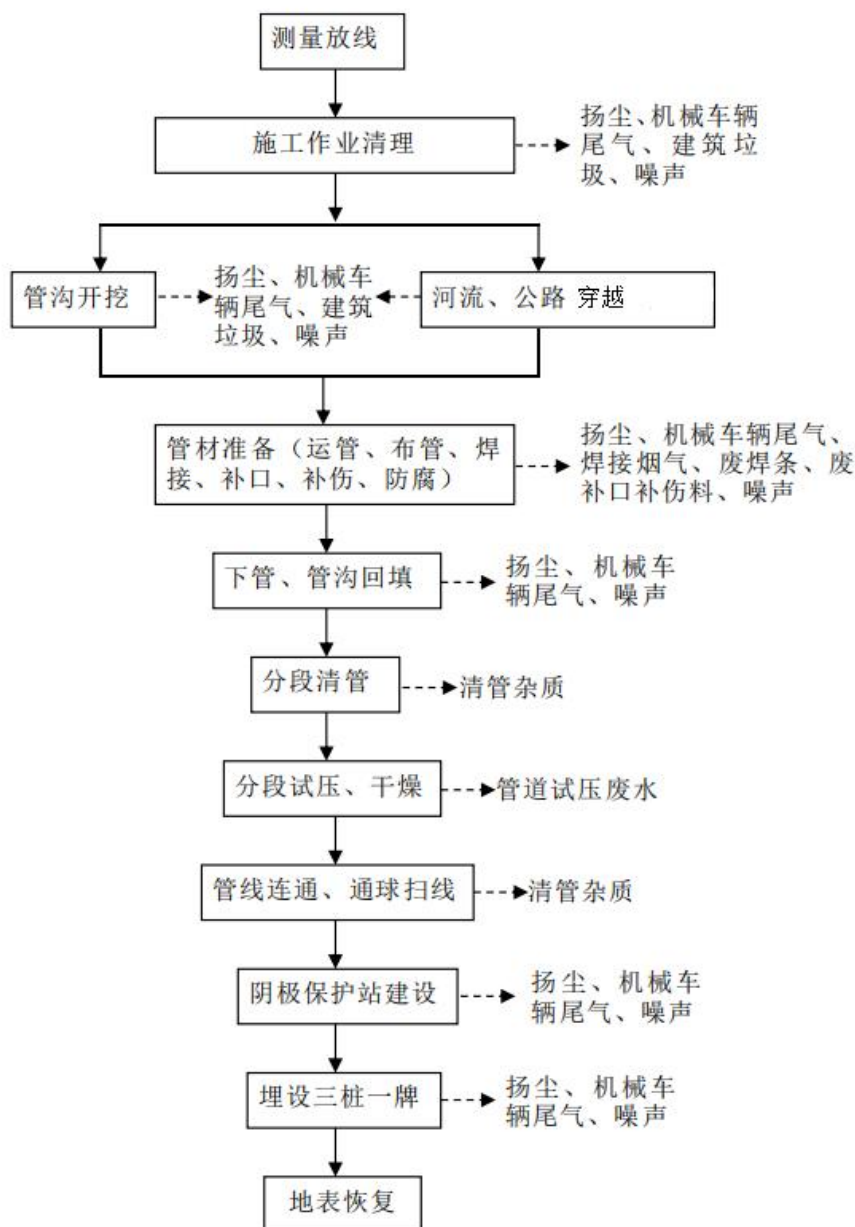 测量放线
施工作业清理
扬尘、机械车辆
尾气、建筑垃
圾、噪声
管沟开挖
扬尘、机械车
辆尾气、建筑
垃圾、噪声
河流、公路 穿越
管材准备（运管、布管、焊
接、补口、补伤、防腐）
扬尘、机械车辆尾气、
焊接烟气、废焊条、废
补口补伤料、噪声
下管、管沟回填
扬尘、机械车
辆尾气、噪声
分段清管
清管杂质
分段试压、干燥
管道试压废水
管线连通、通球扫线
清管杂质
阴极保护站建设
扬尘、机械车
辆尾气、噪声
埋设三桩一牌
扬尘、机械车
辆尾气、噪声
地表恢复